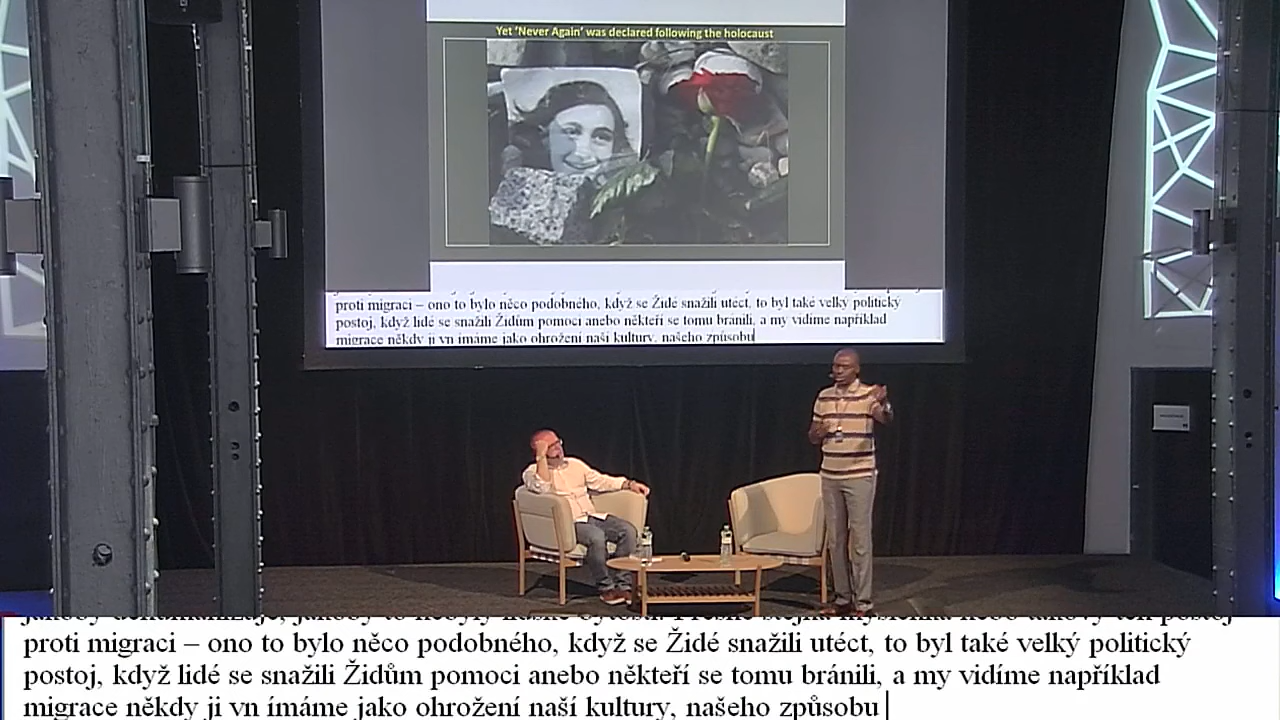 Yet 'Never Again' was declared following the holocaust
proti migraci – ono to bylo něco podobného, když se Židé snažili utéct, to byl také velký politický
postoj, když lidé se snažili Židům pomoci anebo někteří se tomu bránili, a my vidíme například
migrace někdy ji vn imáme jako ohrožení naší kultury, našeho způsobu
proti migraci – ono to bylo něco podobného, když se Židé snažili utéct, to byl také velký politický
postoj, když lidé se snažili Židům pomoci anebo někteří se tomu bránili, a my vidíme například
migrace někdy ji vn ímáme jako ohrožení naší kultury, našeho způsobu